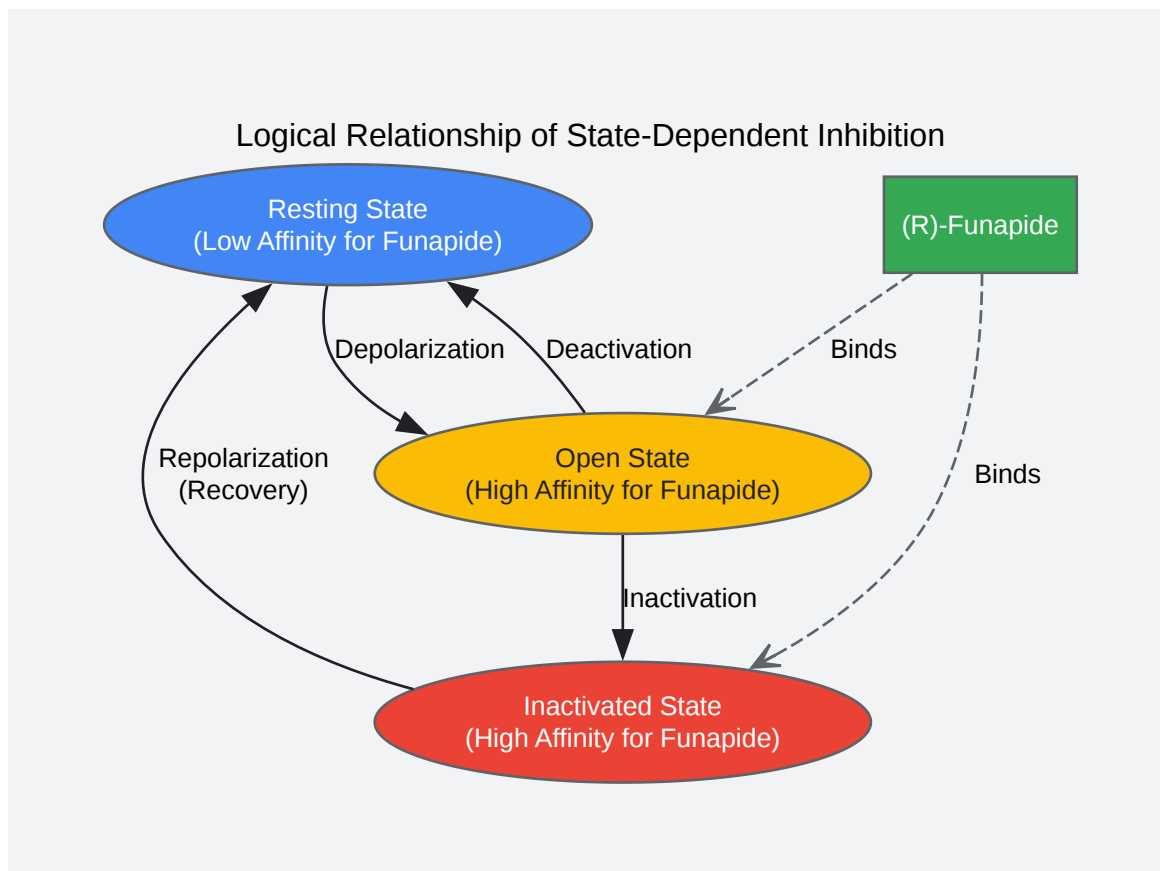 Logical Relationship of State-Dependent Inhibition
Resting State
(Low Affinity for Funapide)
(R)-Funapide
Depolarization
Deactivation
Binds
Repolarization
(Recovery)
Open State
(High Affinity for Funapide)
Binds
Inactivation
Inactivated State
(High Affinity for Funapide)